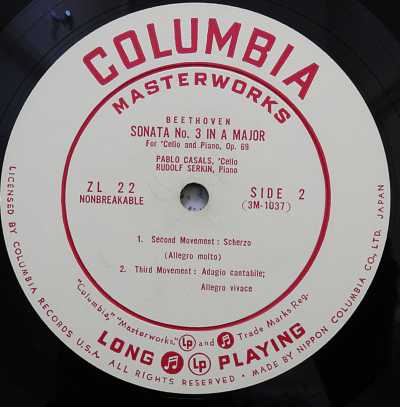 COLUMBIA
MASTERWORKS
BEETHOVEN
SONATA No. 3 IN A MAJOR
For 'Cello and Piano, Op. 69
PABLO CASALS, 'Cello
RUDOLF SERKIN, Piano
ZL 22
NONBREAKABLE
SIDE 2
(3M-1037)
1. Second Movement: Scherzo
(Allegro molto)
2. Third Movement: Adagio cantabile;
Allegro vivace
"Columbia," "Masterworks," Lp and Trade Marks Reg.
LONG Lp PLAYING
LICENSED BY COLUMBIA RECORDS U.S.A. ALL RIGHTS RESERVED • MADE BY NIPPON COLUMBIA CO., LTD. JAPAN